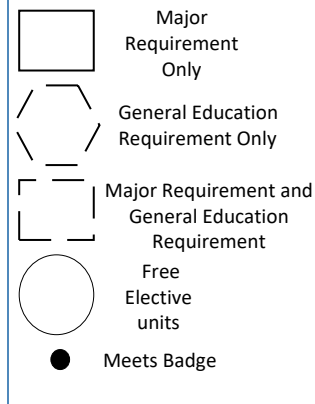 Major
Requirement
Only
General Education
Requirement Only
Major Requirement and
General Education
Requirement
Free
Elective
units
Meets Badge